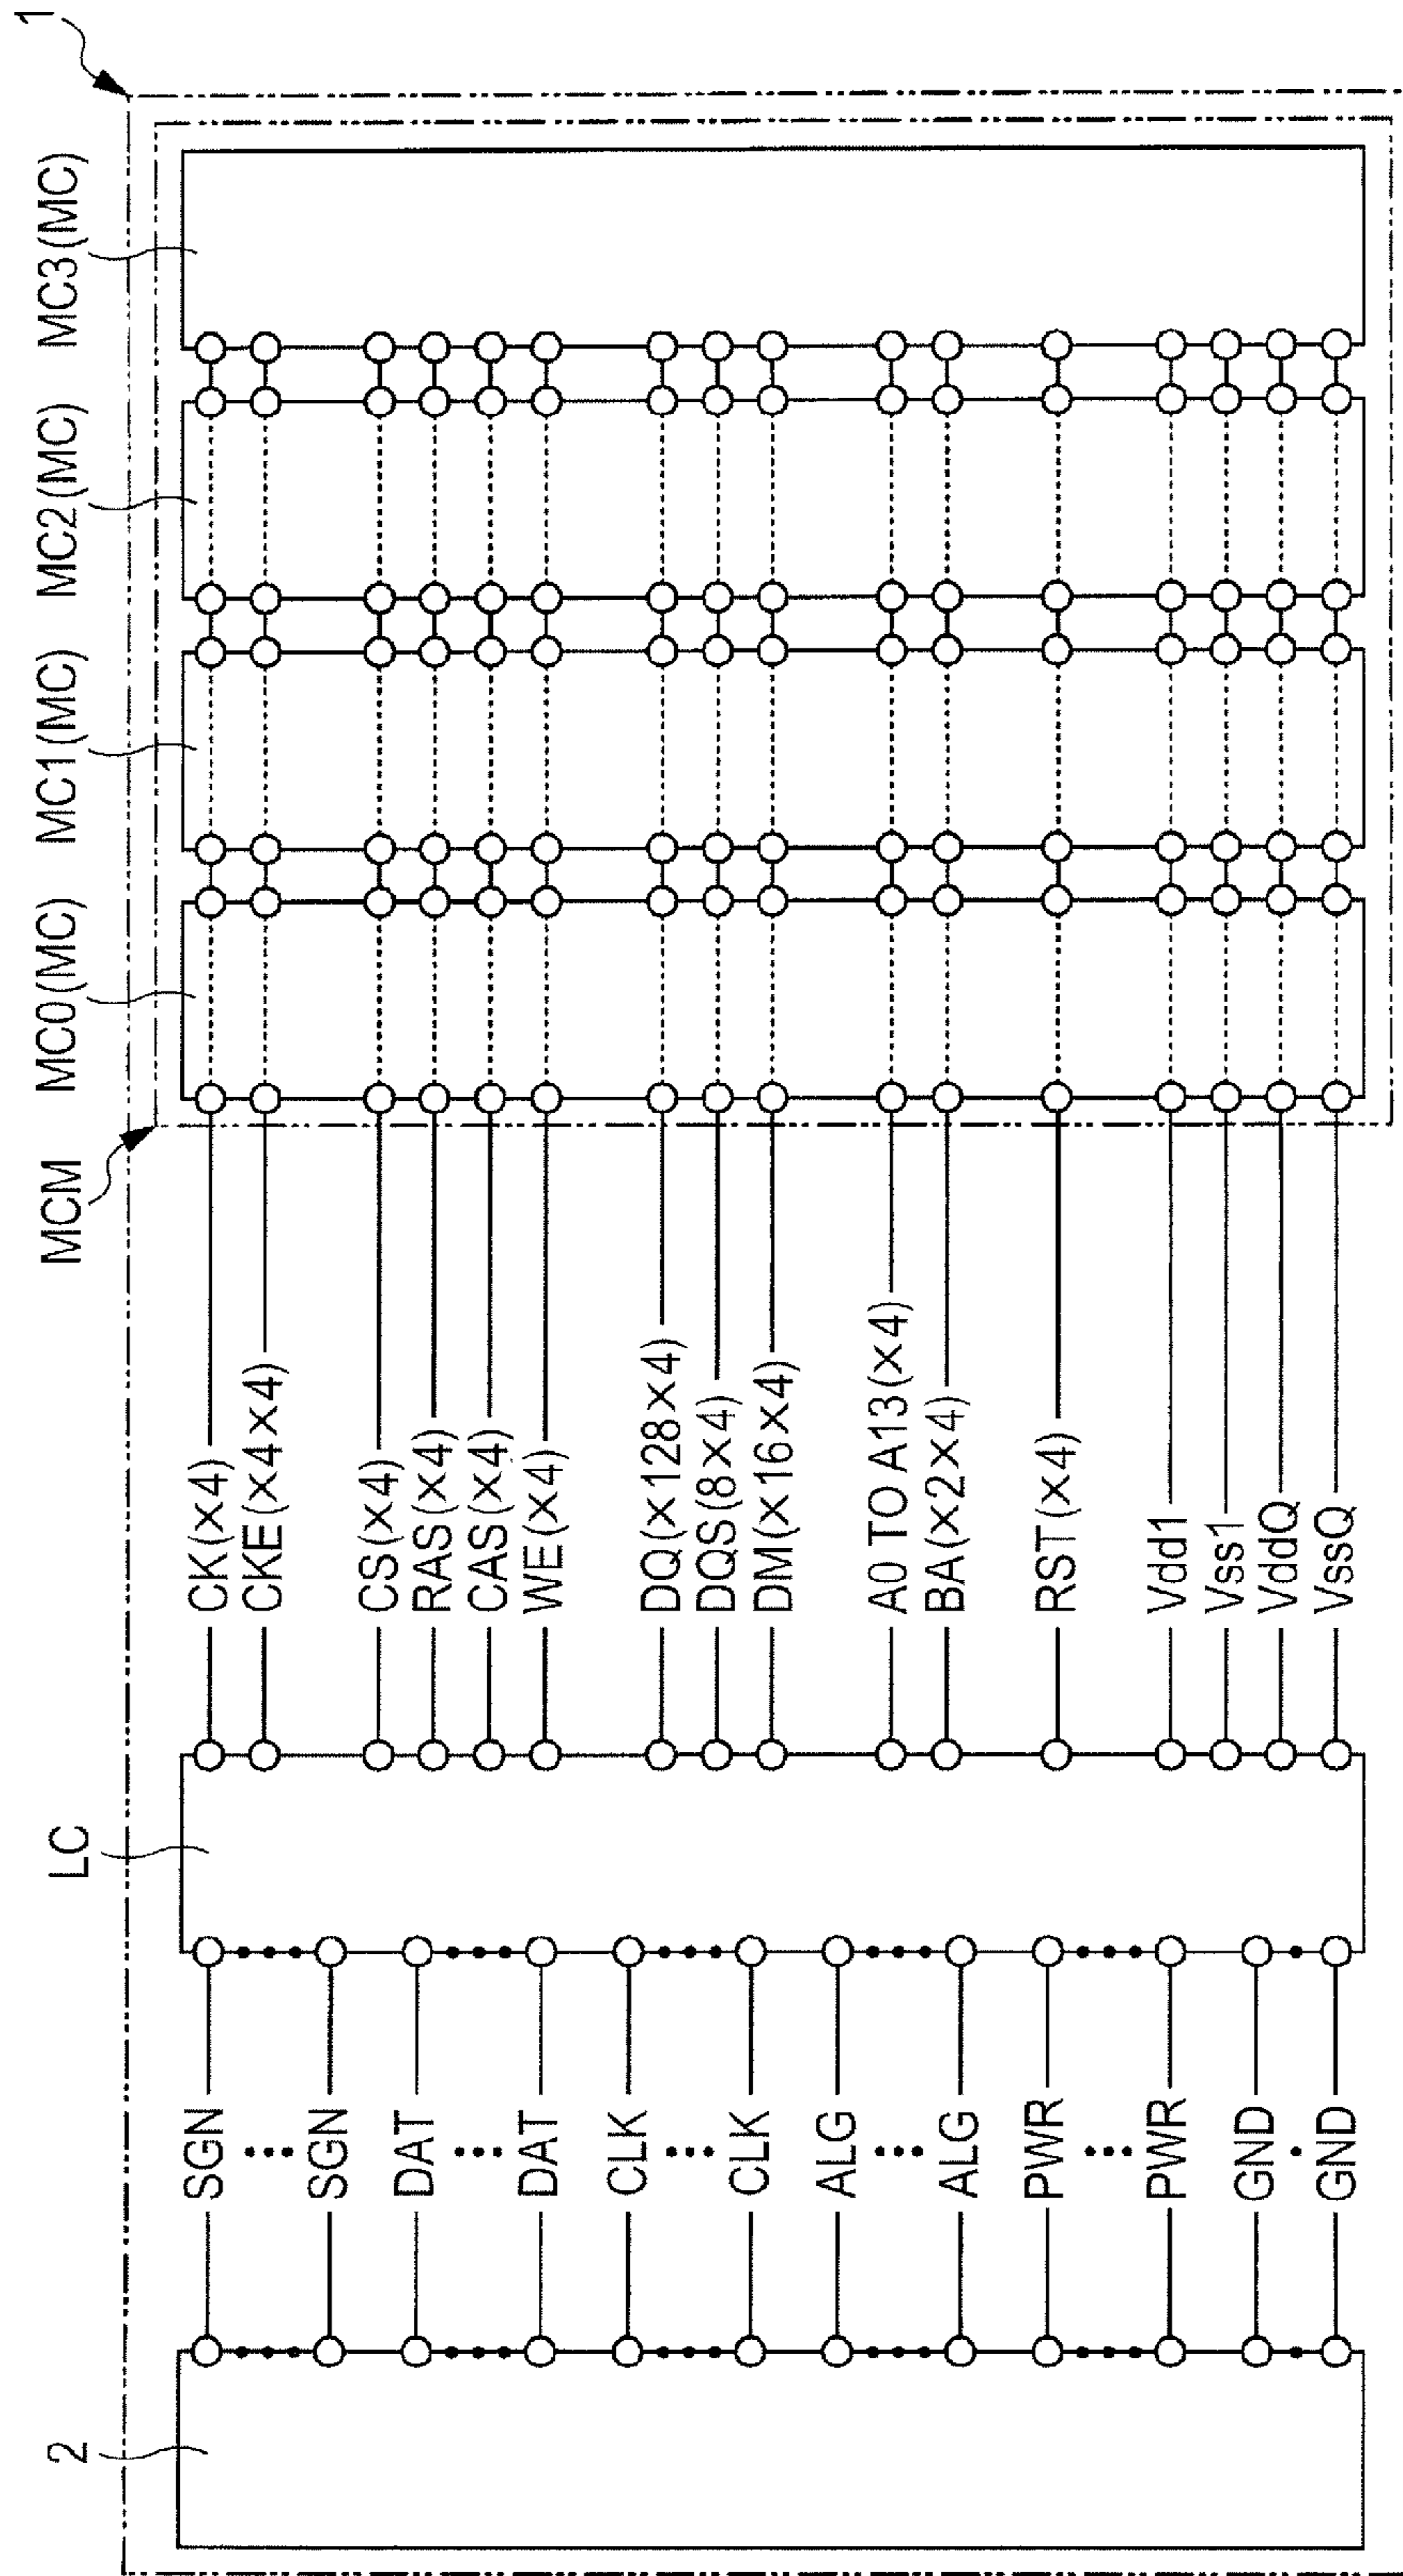 1
MCM
MC0(MC)
MC1(MC)
MC2(MC)
MC3(MC)
LC
2
SGN
SGN
DAT
DAT
CLK
CLK
ALG
ALG
PWR
PWR
GND
GND
CK(×4)
CKE(×4×4)
CS(×4)
RAS(×4)
CAS(×4)
WE(×4)
DQ(×128×4)
DQS(8×4)
DM(×16×4)
A0 TO A13(×4)
BA(×2×4)
RST(×4)
Vdd1
Vss1
VddQ
VssQ